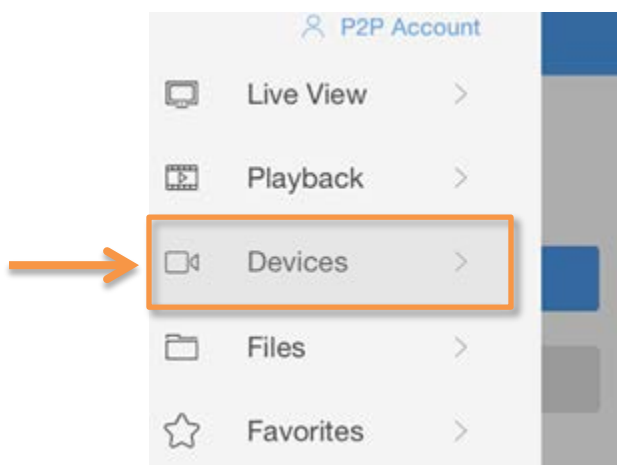 P2P Account
Live View
Playback
Devices
Files
Favorites